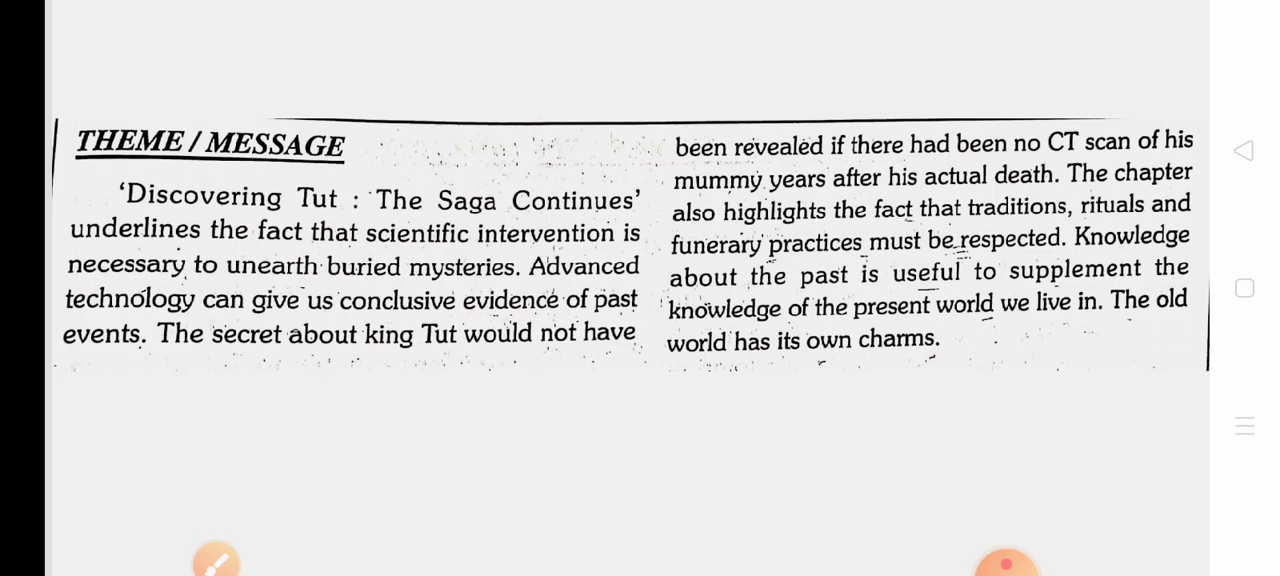 THEME / MESSAGE
'Discovering Tut : The Saga Continues'
underlines the fact that scientific intervention is
necessary to unearth buried mysteries. Advanced
technology can give us conclusive evidence of past
events. The secret about king Tut would not have
been revealed if there had been no CT scan of his
mummy years after his actual death. The chapter
also highlights the fact that traditions, rituals and
funerary practices must be respected. Knowledge
about the past is useful to supplement the
knowledge of the present world we live in. The old
world has its own charms.